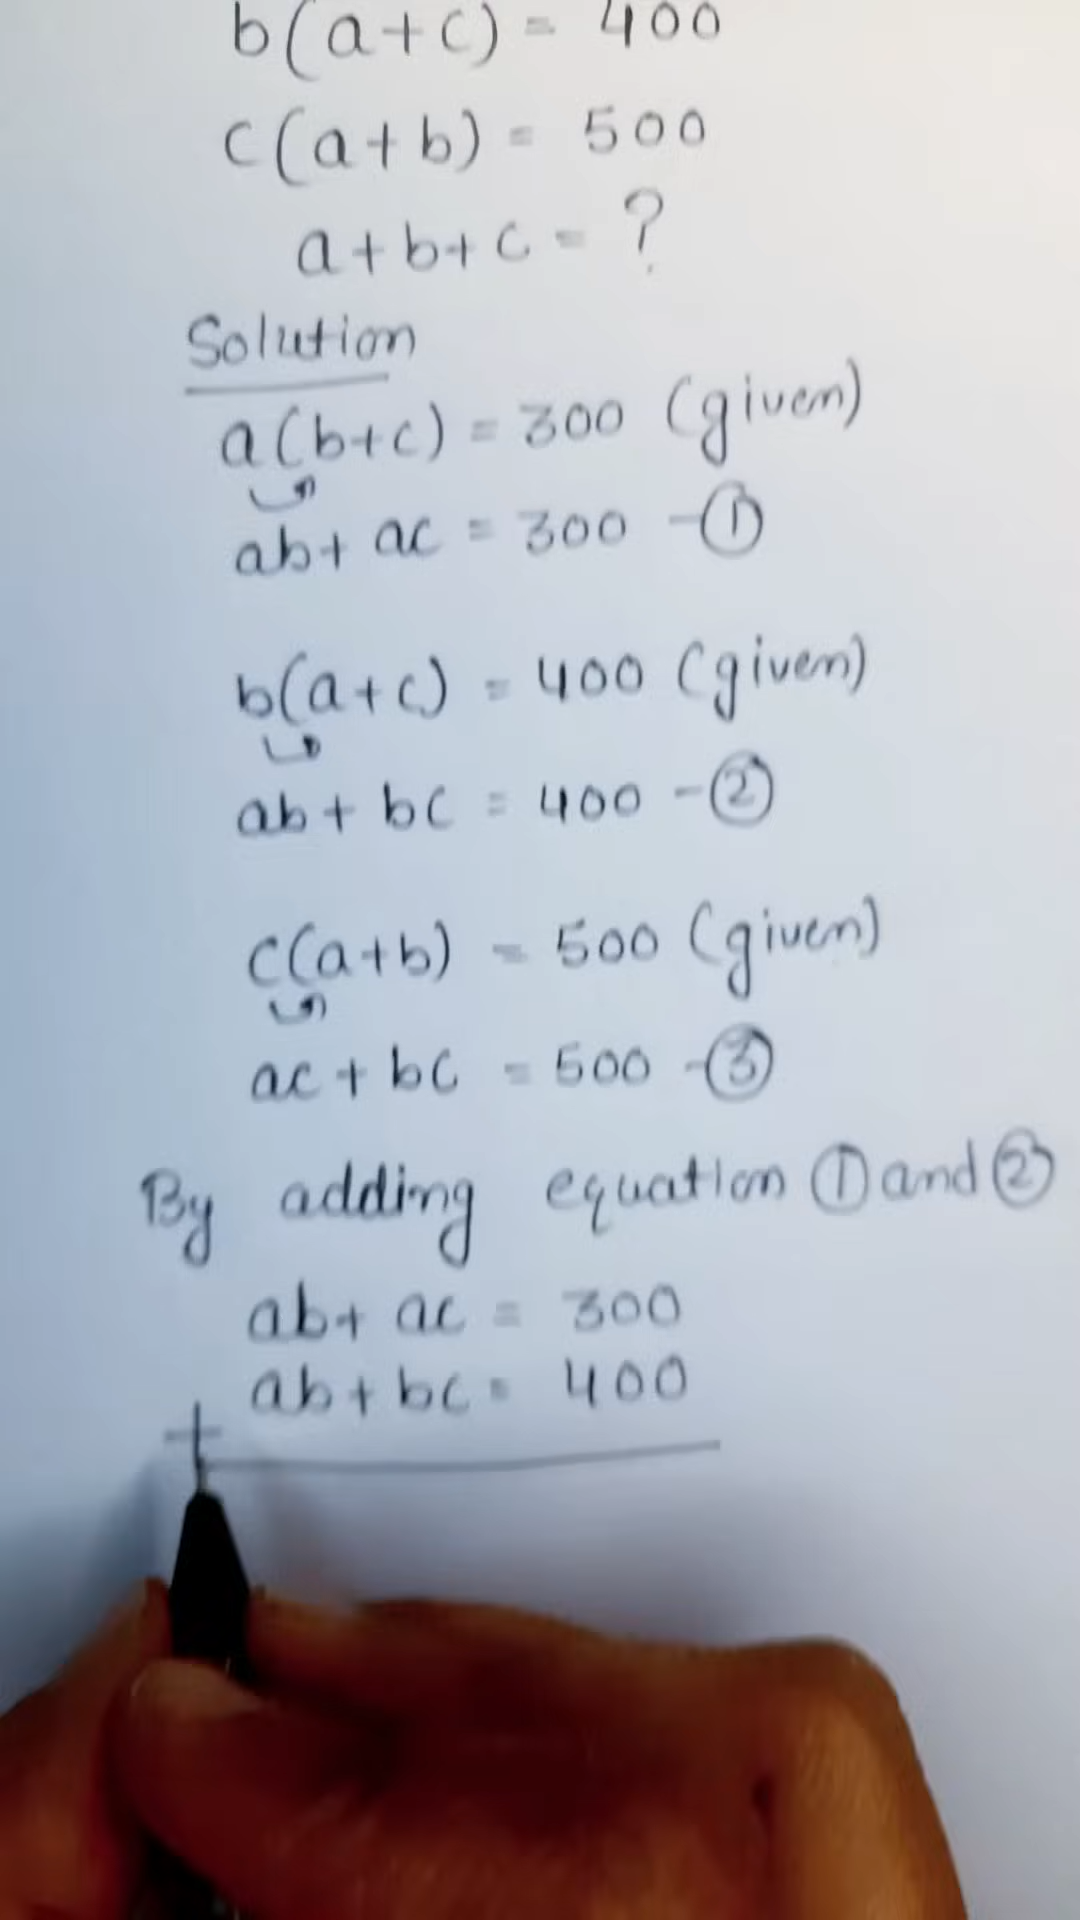 b(a+c) = 400
c(a+b) = 500
a+b+c = ?
Solution
a(b+c) = 300 (given)
ab+ ac = 300 - ①
b(a+c) = 400 (given)
ab + bc = 400 - ②
c(a+b) = 500 (given)
ac + bc = 500 - ③
By adding equation ① and ②
ab+ ac = 300
ab + bc = 400
+